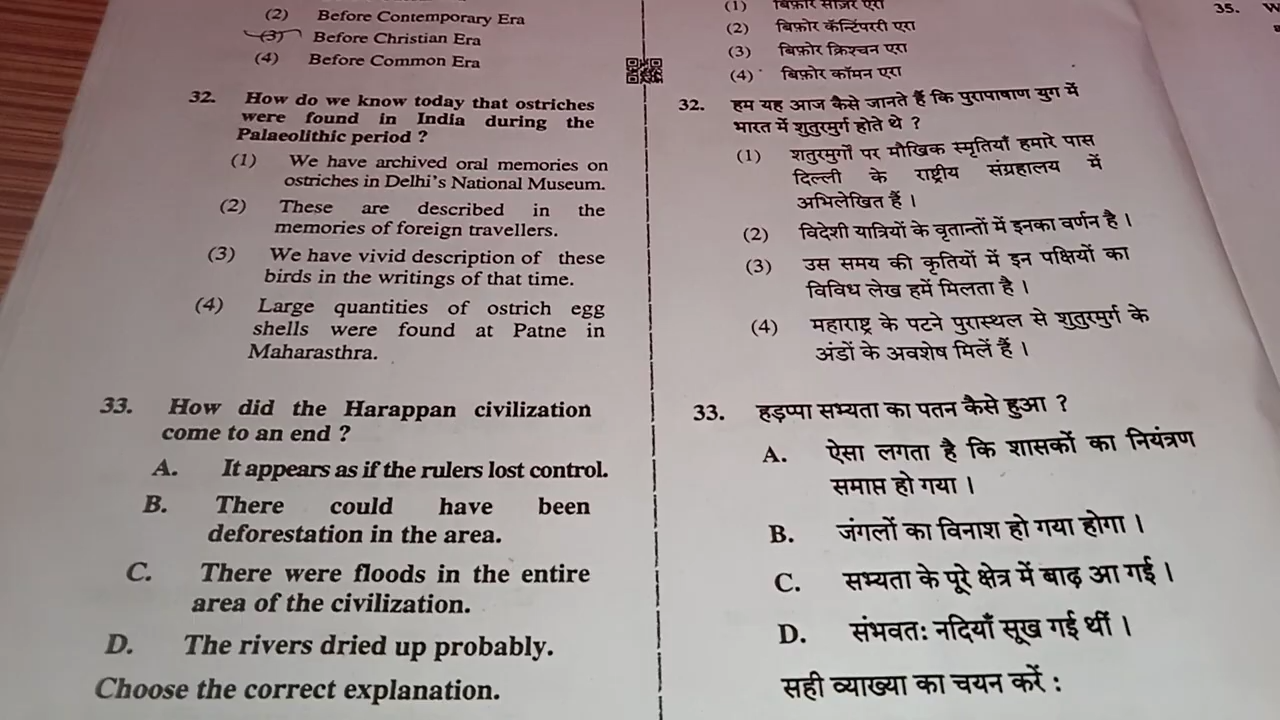 (2) Before Contemporary Era
(3) Before Christian Era
(4) Before Common Era
32. How do we know today that ostriches
were found in India during the
Palaeolithic period ?
(1) We have archived oral memories on
ostriches in Delhi's National Museum.
(2) These are described in the
memories of foreign travellers.
(3) We have vivid description of these
birds in the writings of that time.
(4) Large quantities of ostrich egg
shells were found at Patne in
Maharasthra.
33. How did the Harappan civilization
come to an end ?
A. It appears as if the rulers lost control.
B. There could have been
deforestation in the area.
C. There were floods in the entire
area of the civilization.
D. The rivers dried up probably.
Choose the correct explanation.
(1) बिफ़ोर सीज़र एरा
(2) बिफ़ोर कॅन्टिंपररी एरा
(3) बिफ़ोर क्रिश्चन एरा
(4) बिफ़ोर कॉमन एरा
32. हम यह आज कैसे जानते हैं कि पुरापाषाण युग में
भारत में शुतुरमुर्ग होते थे ?
(1) शतुरमुर्गों पर मौखिक स्मृतियाँ हमारे पास
दिल्ली के राष्ट्रीय संग्रहालय में
अभिलेखित हैं ।
(2) विदेशी यात्रियों के वृतान्तों में इनका वर्णन है ।
(3) उस समय की कृतियों में इन पक्षियों का
विविध लेख हमें मिलता है ।
(4) महाराष्ट्र के पटने पुरास्थल से शुतुरमुर्ग के
अंडों के अवशेष मिलें हैं ।
33. हड़प्पा सभ्यता का पतन कैसे हुआ ?
A. ऐसा लगता है कि शासकों का नियंत्रण
समाप्त हो गया ।
B. जंगलों का विनाश हो गया होगा ।
C. सभ्यता के पूरे क्षेत्र में बाढ़ आ गई ।
D. संभवत: नदियाँ सूख गई थीं ।
सही व्याख्या का चयन करें :
35.